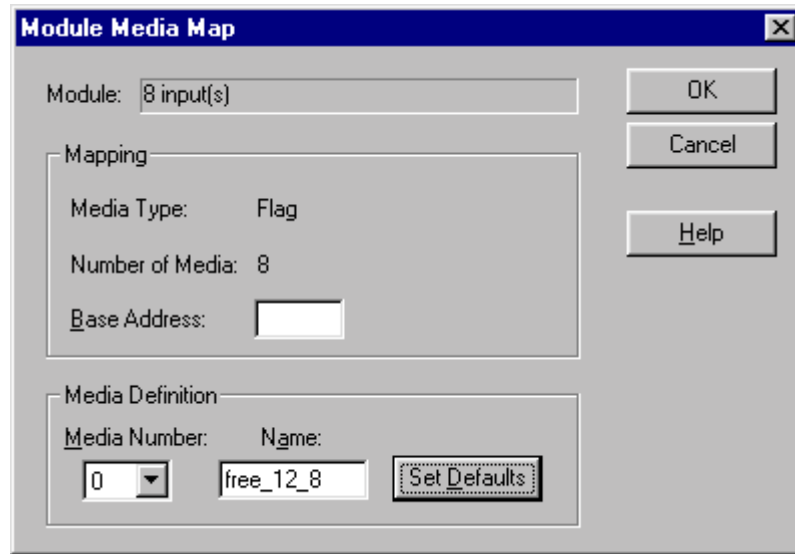 Module Media Map
Module: 8 input(s)
OK
Cancel
Help
Mapping
Media Type: Flag
Number of Media: 8
Base Address:
Media Definition
Media Number: Name:
0 free_12_8 Set Defaults